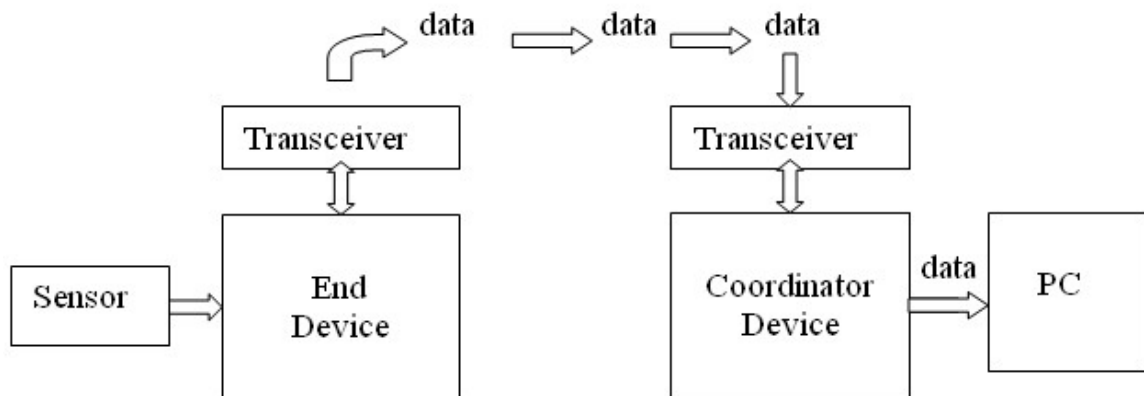 data data data
Transceiver
Transceiver
Sensor
End
Device
Coordinator
Device
data
PC